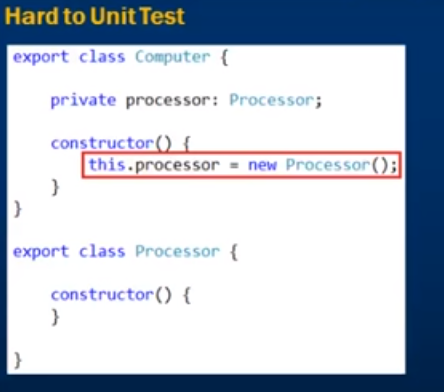 Hard to Unit Test
export class Computer {
private processor: Processor;
constructor() {
this.processor = new Processor();
}
}
export class Processor {
constructor() {
}
}